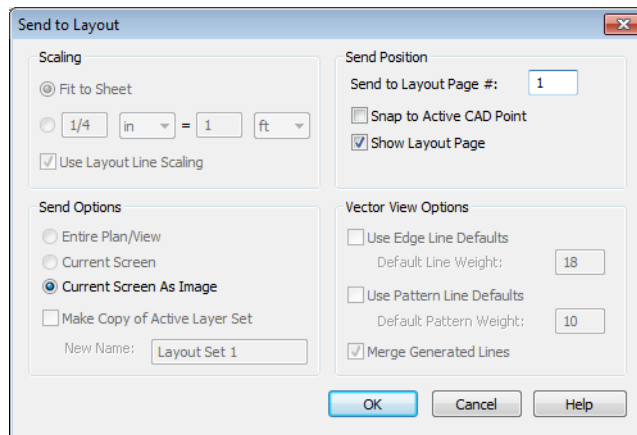 Send to Layout
Scaling
Fit to Sheet
1/4 in = 1 ft
Use Layout Line Scaling
Send Position
Send to Layout Page #: 1
Snap to Active CAD Point
Show Layout Page
Send Options
Entire Plan/View
Current Screen
Current Screen As Image
Make Copy of Active Layer Set
New Name: Layout Set 1
Vector View Options
Use Edge Line Defaults
Default Line Weight: 18
Use Pattern Line Defaults
Default Pattern Weight: 10
Merge Generated Lines
OK Cancel Help